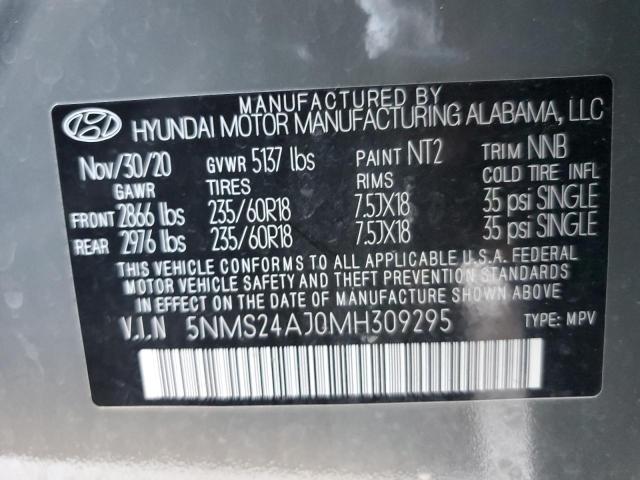 MANUFACTURED BY
HYUNDAI MOTOR MANUFACTURING ALABAMA, LLC
Nov/30/20 GVWR 5137 lbs PAINT NT2 TRIM NNB
GAWR TIRES RIMS COLD TIRE INFL
FRONT 2866 lbs 235/60R18 7.5JX18 35 psi SINGLE
REAR 2976 lbs 235/60R18 7.5JX18 35 psi SINGLE
THIS VEHICLE CONFORMS TO ALL APPLICABLE U.S.A. FEDERAL
MOTOR VEHICLE SAFETY AND THEFT PREVENTION STANDARDS
IN EFFECT ON THE DATE OF MANUFACTURE SHOWN ABOVE.
V.I.N 5NMS24AJ0MH309295 TYPE: MPV